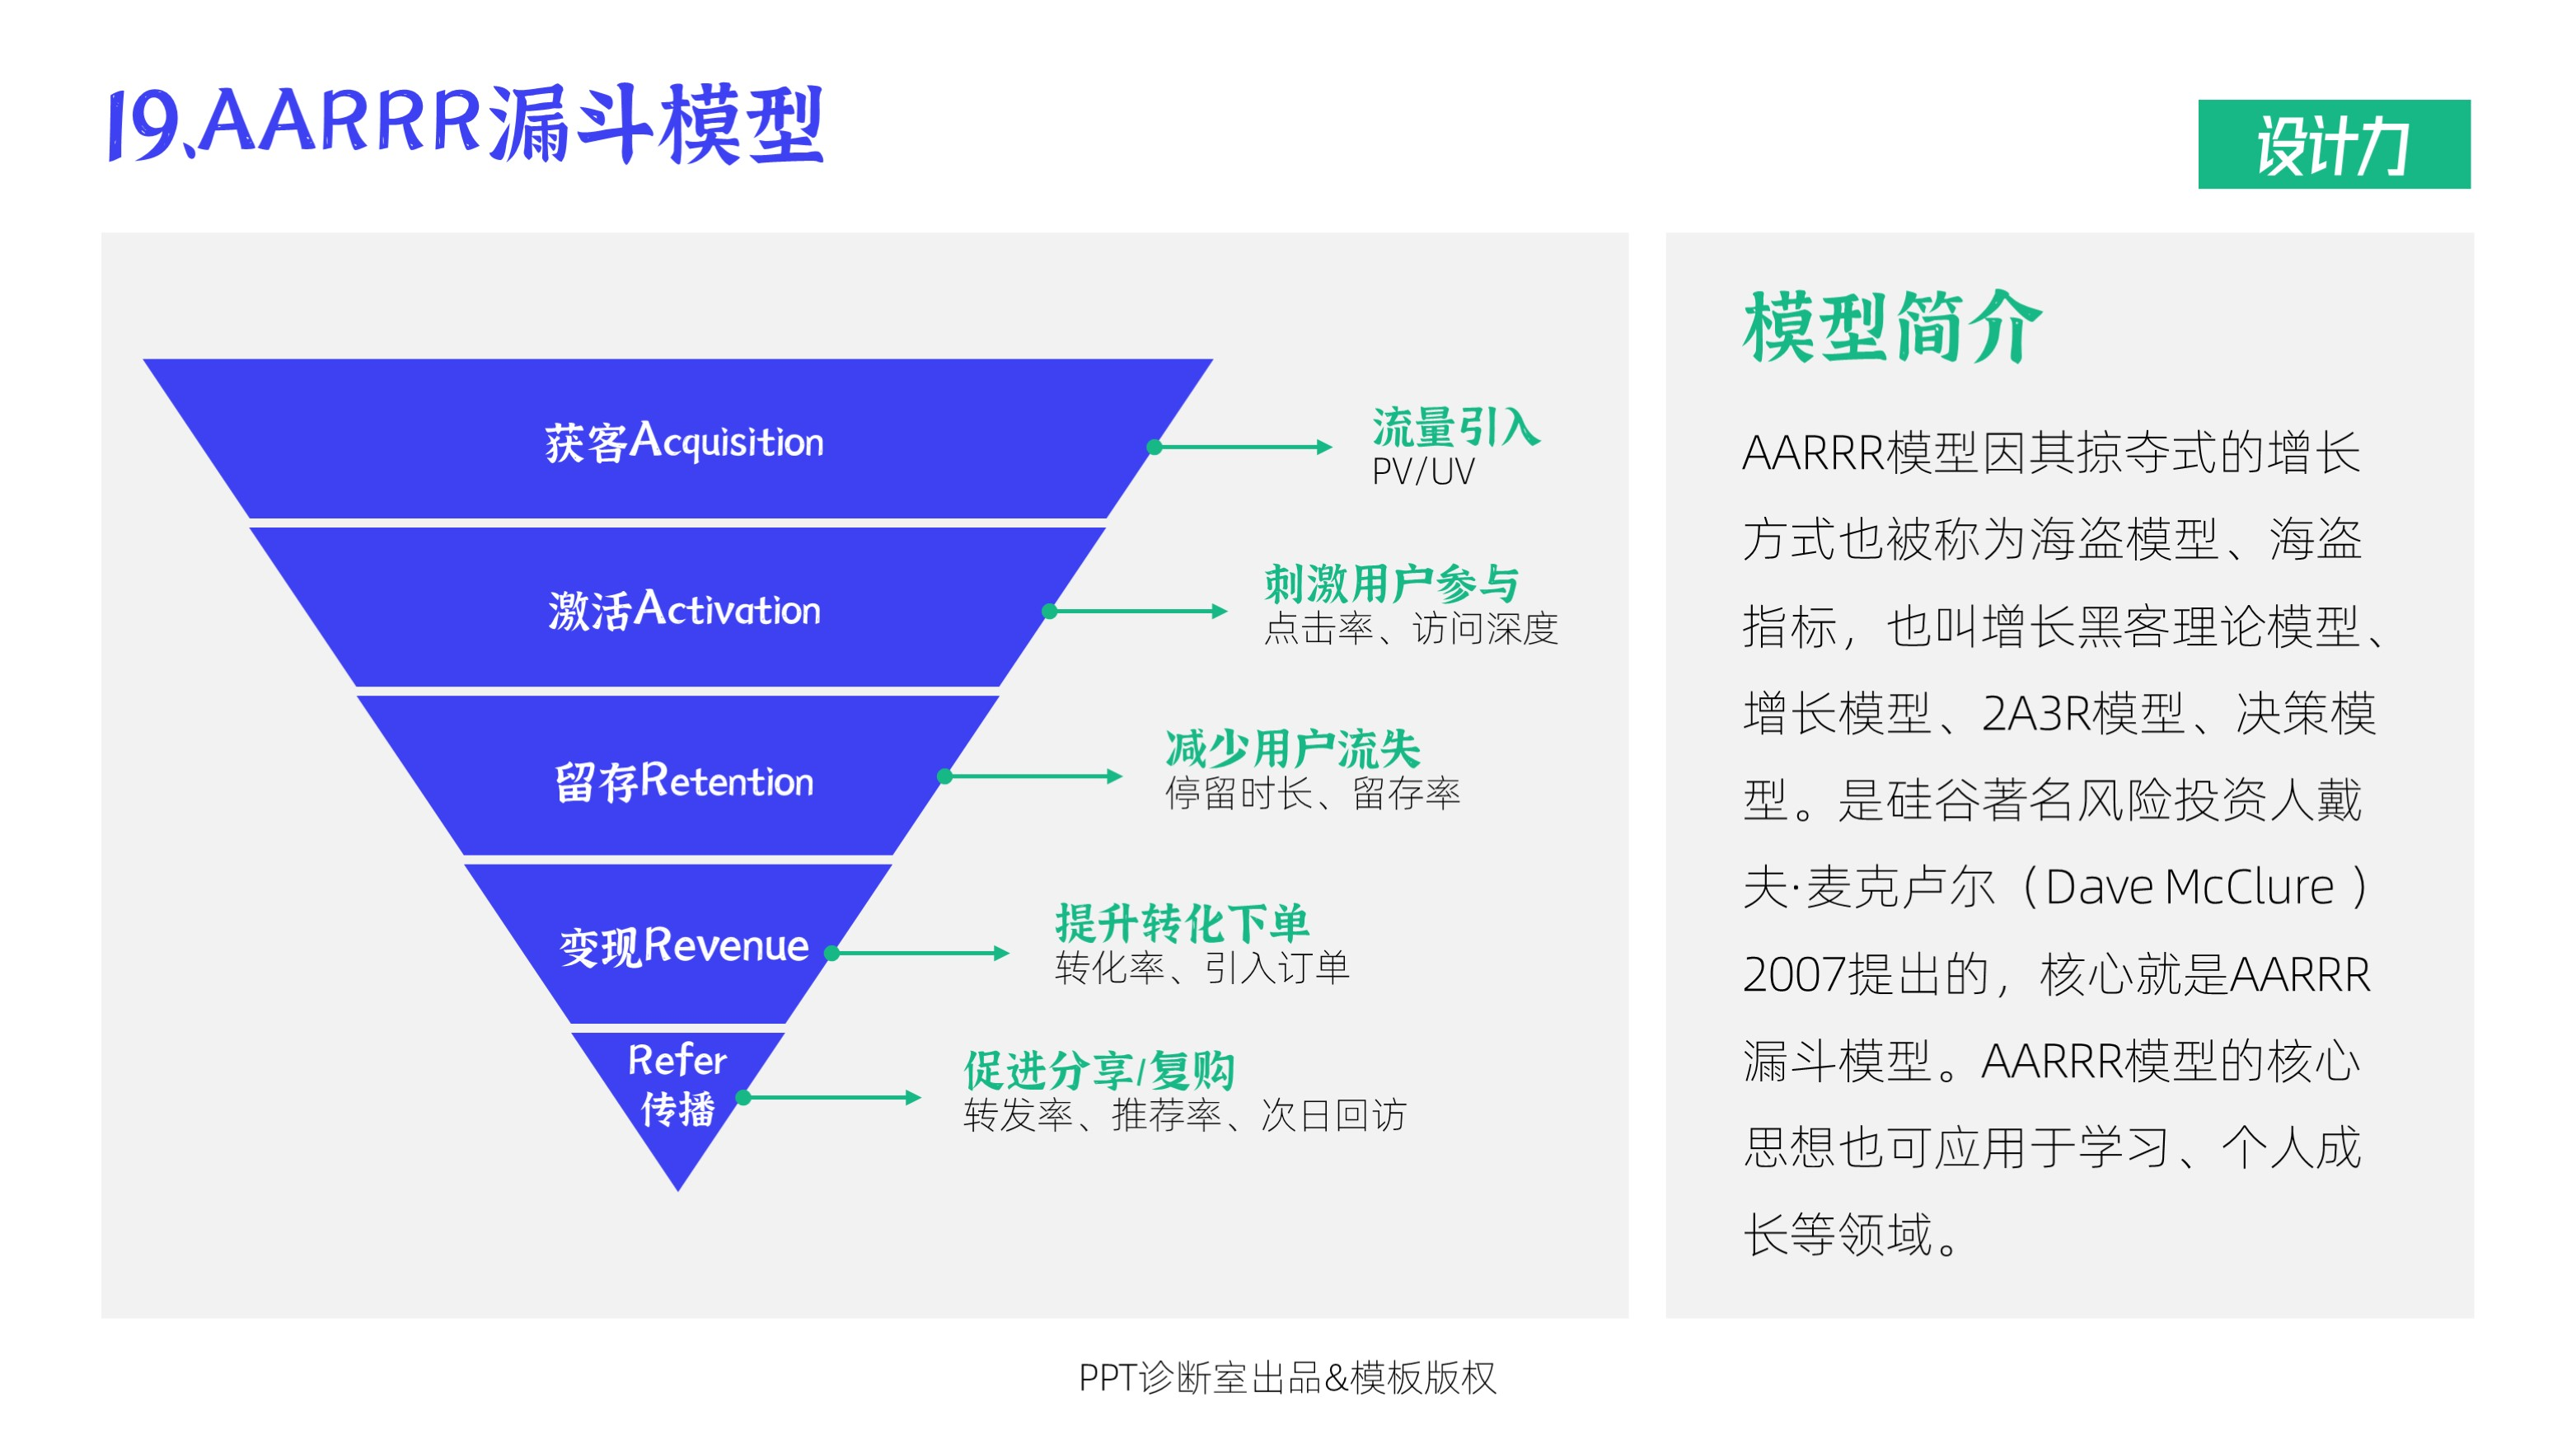 19、AARRR漏斗模型
设计力
获客Acquisition
流量引入
PV/UV
激活Activation
刺激用户参与
点击率、访问深度
留存Retention
减少用户流失
停留时长、留存率
变现Revenue
提升转化下单
转化率、引入订单
Refer
传播
促进分享/复购
转发率、推荐率、次日回访
模型简介
AARRR模型因其掠夺式的增长
方式也被称为海盗模型、海盗
指标，也叫增长黑客理论模型、
增长模型、2A3R模型、决策模
型。是硅谷著名风险投资人戴
夫·麦克卢尔（Dave McClure ）
2007提出的，核心就是AARRR
漏斗模型。AARRR模型的核心
思想也可应用于学习、个人成
长等领域。
PPT诊断室出品&模板版权